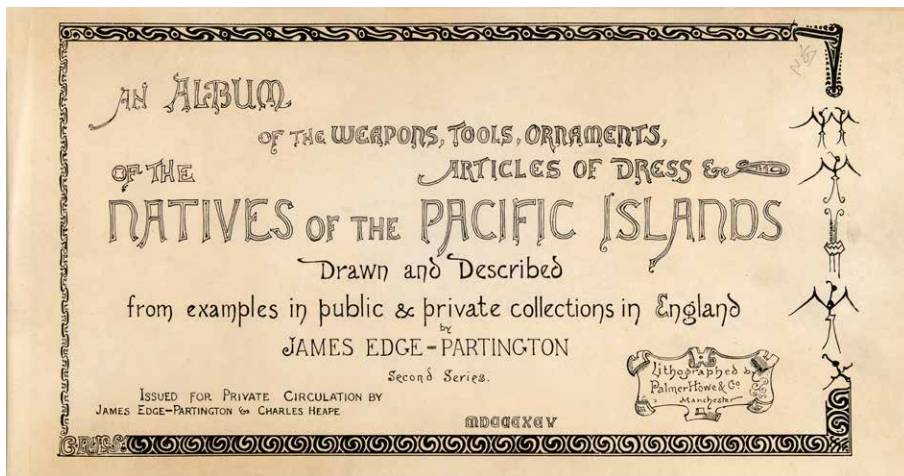 AN ALBUM
OF THE WEAPONS, TOOLS, ORNAMENTS,
OF THE ARTICLES OF DRESS &c
NATIVES OF THE PACIFIC ISLANDS
Drawn and Described
from examples in public & private collections in England
by
JAMES EDGE-PARTINGTON
Second Series.
ISSUED FOR PRIVATE CIRCULATION BY
JAMES EDGE-PARTINGTON & CHARLES HEAPE
Lithographed by
Palmer Howe & Co.
Manchester
MDCCCXCV